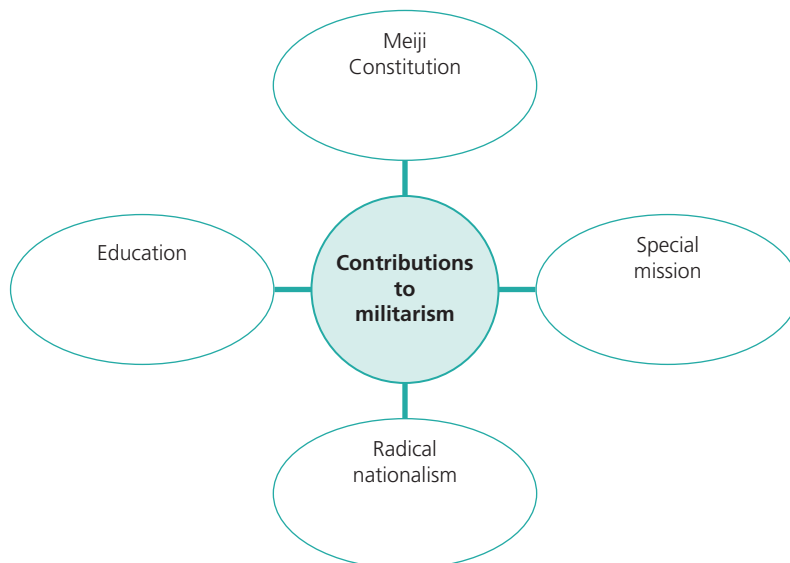 Meiji
Constitution
Education
Contributions
to
militarism
Special
mission
Radical
nationalism